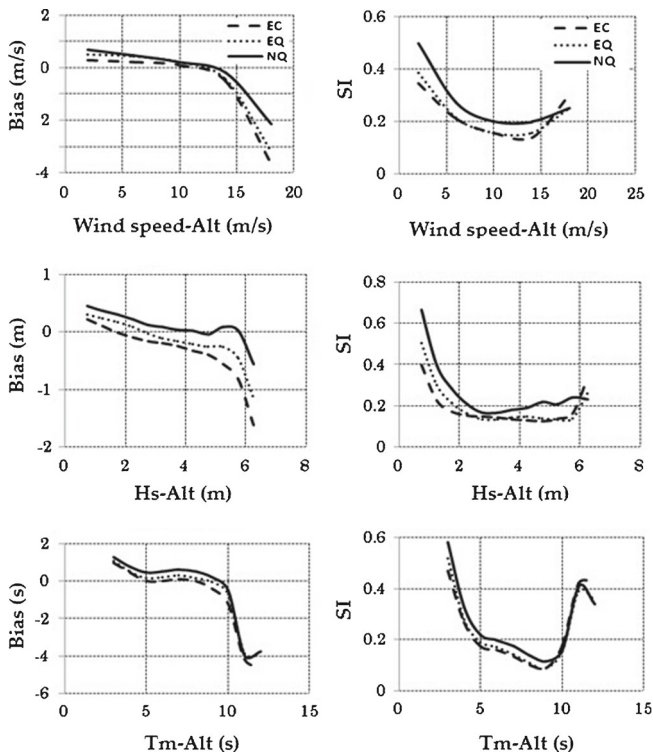 2
0
2
-4
Bias (m/s)
0 5 10 15 20
Wind speed-Alt (m/s)
EC
EQ
NQ
0.6
0.4
0.2
0
SI
0 5 10 15 20 25
Wind speed-Alt (m/s)
EC
EQ
NQ
1
0
-1
-2
Bias (m)
0 2 4 6 8
Hs-Alt (m)
0.8
0.6
0.4
0.2
0
SI
0 2 4 6 8
Hs-Alt (m)
2
0
-2
-4
-6
Bias (s)
0 5 10 15
Tm-Alt (s)
0.6
0.4
0.2
0
SI
0 5 10 15
Tm-Alt (s)